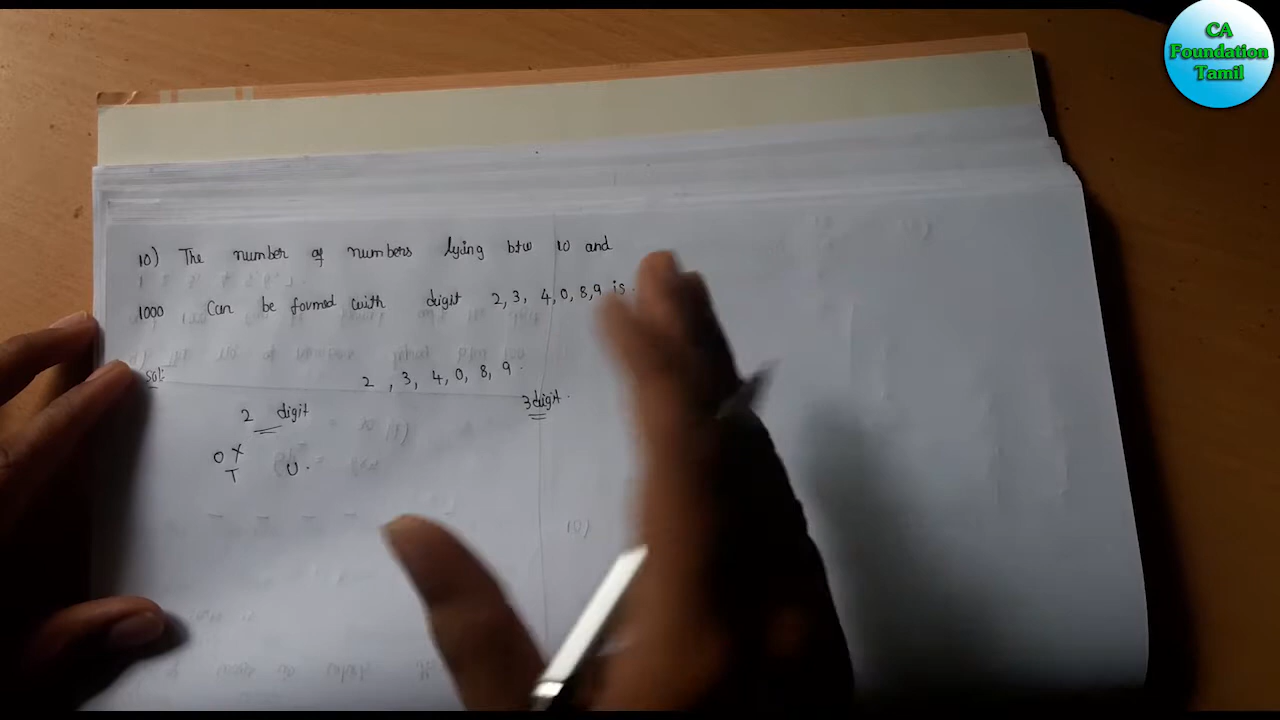 CA
Foundation
Tamil
10) The number of numbers lying btw 10 and
1000 Can be formed with digit 2, 3, 4, 0, 8, 9 is.
Sol:
2, 3, 4, 0, 8, 9.
2 digit
3 digit.
0 X
T U.